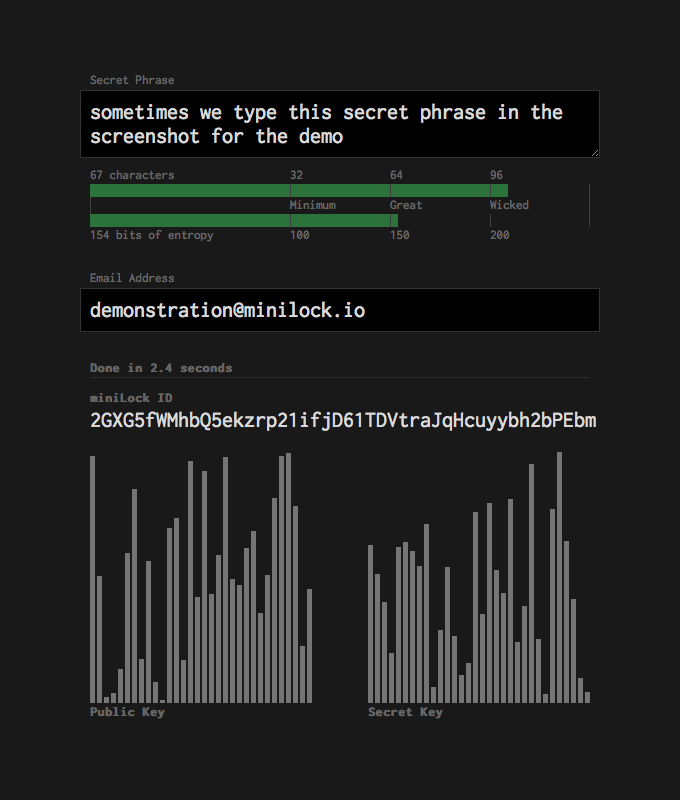 Secret Phrase
sometimes we type this secret phrase in the
screenshot for the demo
67 characters 32 64 96
Minimum Great Wicked
154 bits of entropy 100 150 200
Email Address
demonstration@minilock.io
Done in 2.4 seconds
miniLock ID
2GXG5fWMhbQ5ekzrp21ifjD61TDVtraJqHcuyybh2bPEbm
Public Key Secret Key